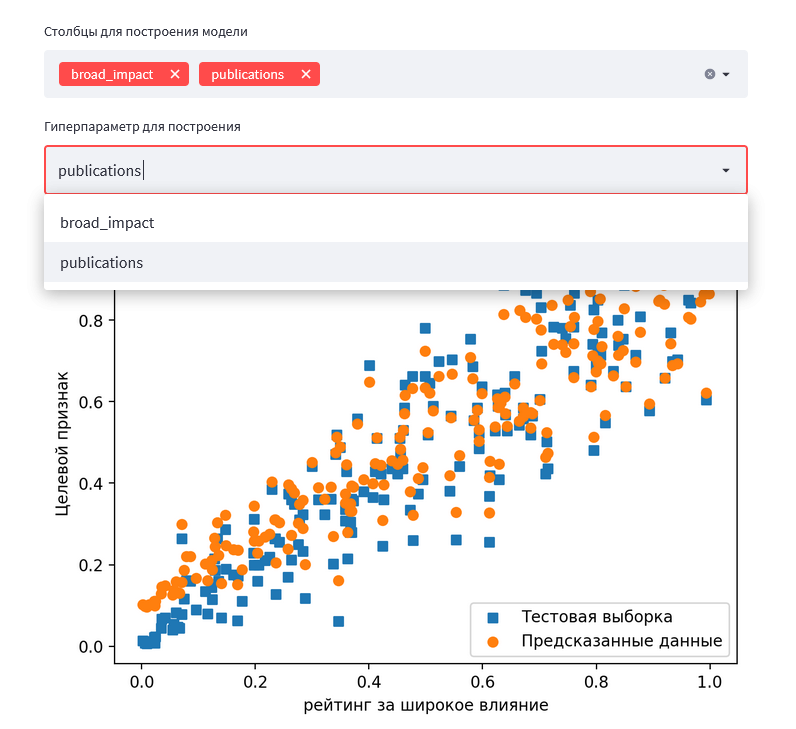 Столбцы для построения модели
broad_impact
publications
Гиперпараметр для построения
publications
broad_impact
publications
0.8
0.6
0.4
0.2
0.0
Целевой признак
Тестовая выборка
Предсказанные данные
0.0 0.2 0.4 0.6 0.8 1.0
рейтинг за широкое влияние